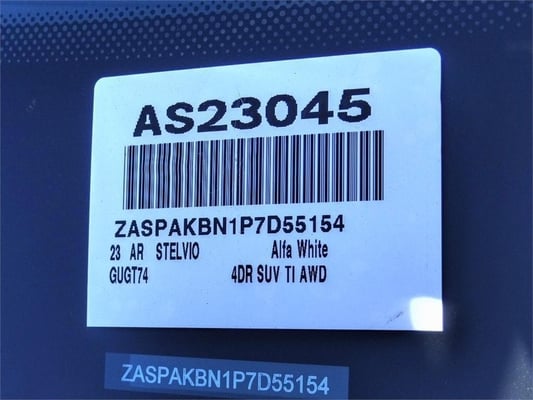 AS23045
ZASPAKBN1P7D55154
23 AR STELVIO Alfa White
GUGT74 4DR SUV TI AWD
ZASPAKBN1P7D55154